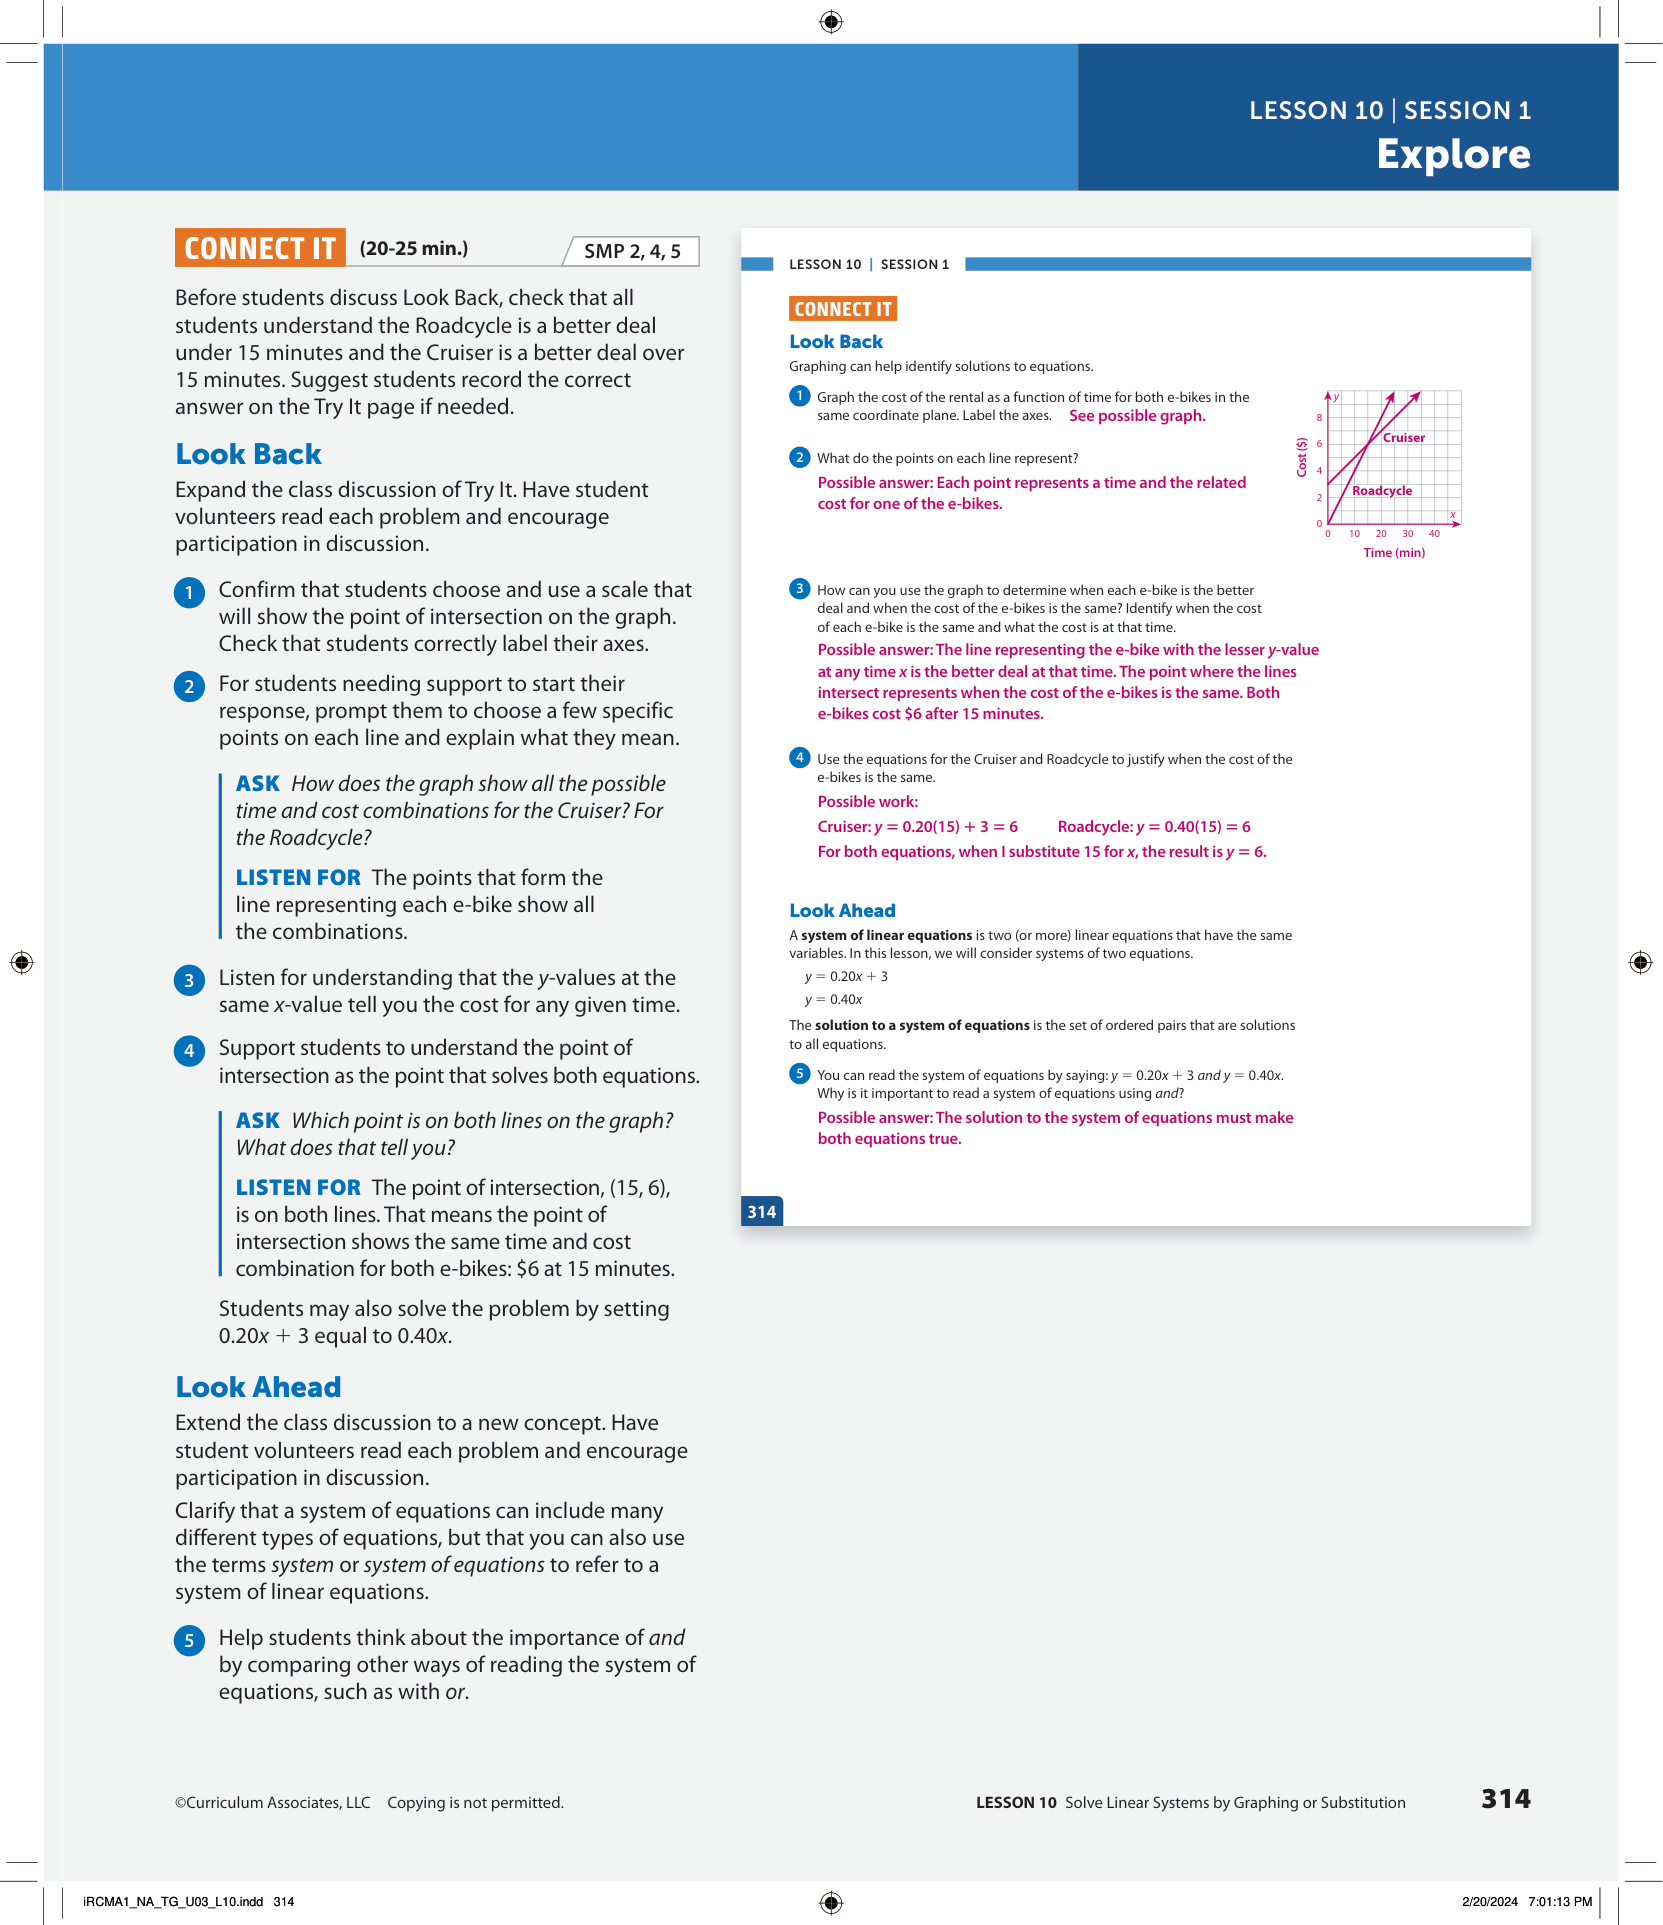 LESSON 10 | SESSION 1
Explore
CONNECT IT (20-25 min.) SMP 2, 4, 5
Before students discuss Look Back, check that all
students understand the Roadcycle is a better deal
under 15 minutes and the Cruiser is a better deal over
15 minutes. Suggest students record the correct
answer on the Try It page if needed.
Look Back
Expand the class discussion of Try It. Have student
volunteers read each problem and encourage
participation in discussion.
1 Confirm that students choose and use a scale that
will show the point of intersection on the graph.
Check that students correctly label their axes.
2 For students needing support to start their
response, prompt them to choose a few specific
points on each line and explain what they mean.
ASK How does the graph show all the possible
time and cost combinations for the Cruiser? For
the Roadcycle?
LISTEN FOR The points that form the
line representing each e-bike show all
the combinations.
3 Listen for understanding that the y-values at the
same x-value tell you the cost for any given time.
4 Support students to understand the point of
intersection as the point that solves both equations.
ASK Which point is on both lines on the graph?
What does that tell you?
LISTEN FOR The point of intersection, (15, 6),
is on both lines. That means the point of
intersection shows the same time and cost
combination for both e-bikes: $6 at 15 minutes.
Students may also solve the problem by setting
0.20x + 3 equal to 0.40x.
Look Ahead
Extend the class discussion to a new concept. Have
student volunteers read each problem and encourage
participation in discussion.
Clarify that a system of equations can include many
different types of equations, but that you can also use
the terms system or system of equations to refer to a
system of linear equations.
5 Help students think about the importance of and
by comparing other ways of reading the system of
equations, such as with or.
LESSON 10 | SESSION 1
CONNECT IT
Look Back
Graphing can help identify solutions to equations.
1 Graph the cost of the rental as a function of time for both e-bikes in the
same coordinate plane. Label the axes. See possible graph.
2 What do the points on each line represent?
Possible answer: Each point represents a time and the related
cost for one of the e-bikes.
y
8
6
4
2
0
Cost ($)
Cruiser
Roadcycle
x
0 10 20 30 40
Time (min)
3 How can you use the graph to determine when each e-bike is the better
deal and when the cost of the e-bikes is the same? Identify when the cost
of each e-bike is the same and what the cost is at that time.
Possible answer: The line representing the e-bike with the lesser y-value
at any time x is the better deal at that time. The point where the lines
intersect represents when the cost of the e-bikes is the same. Both
e-bikes cost $6 after 15 minutes.
4 Use the equations for the Cruiser and Roadcycle to justify when the cost of the
e-bikes is the same.
Possible work:
Cruiser: y = 0.20(15) + 3 = 6 Roadcycle: y = 0.40(15) = 6
For both equations, when I substitute 15 for x, the result is y = 6.
Look Ahead
A system of linear equations is two (or more) linear equations that have the same
variables. In this lesson, we will consider systems of two equations.
y = 0.20x + 3
y = 0.40x
The solution to a system of equations is the set of ordered pairs that are solutions
to all equations.
5 You can read the system of equations by saying: y = 0.20x + 3 and y = 0.40x.
Why is it important to read a system of equations using and?
Possible answer: The solution to the system of equations must make
both equations true.
314
©Curriculum Associates, LLC Copying is not permitted.
LESSON 10 Solve Linear Systems by Graphing or Substitution 314
iRCMA1_NA_TG_U03_L10.indd 314
2/20/2024 7:01:13 PM